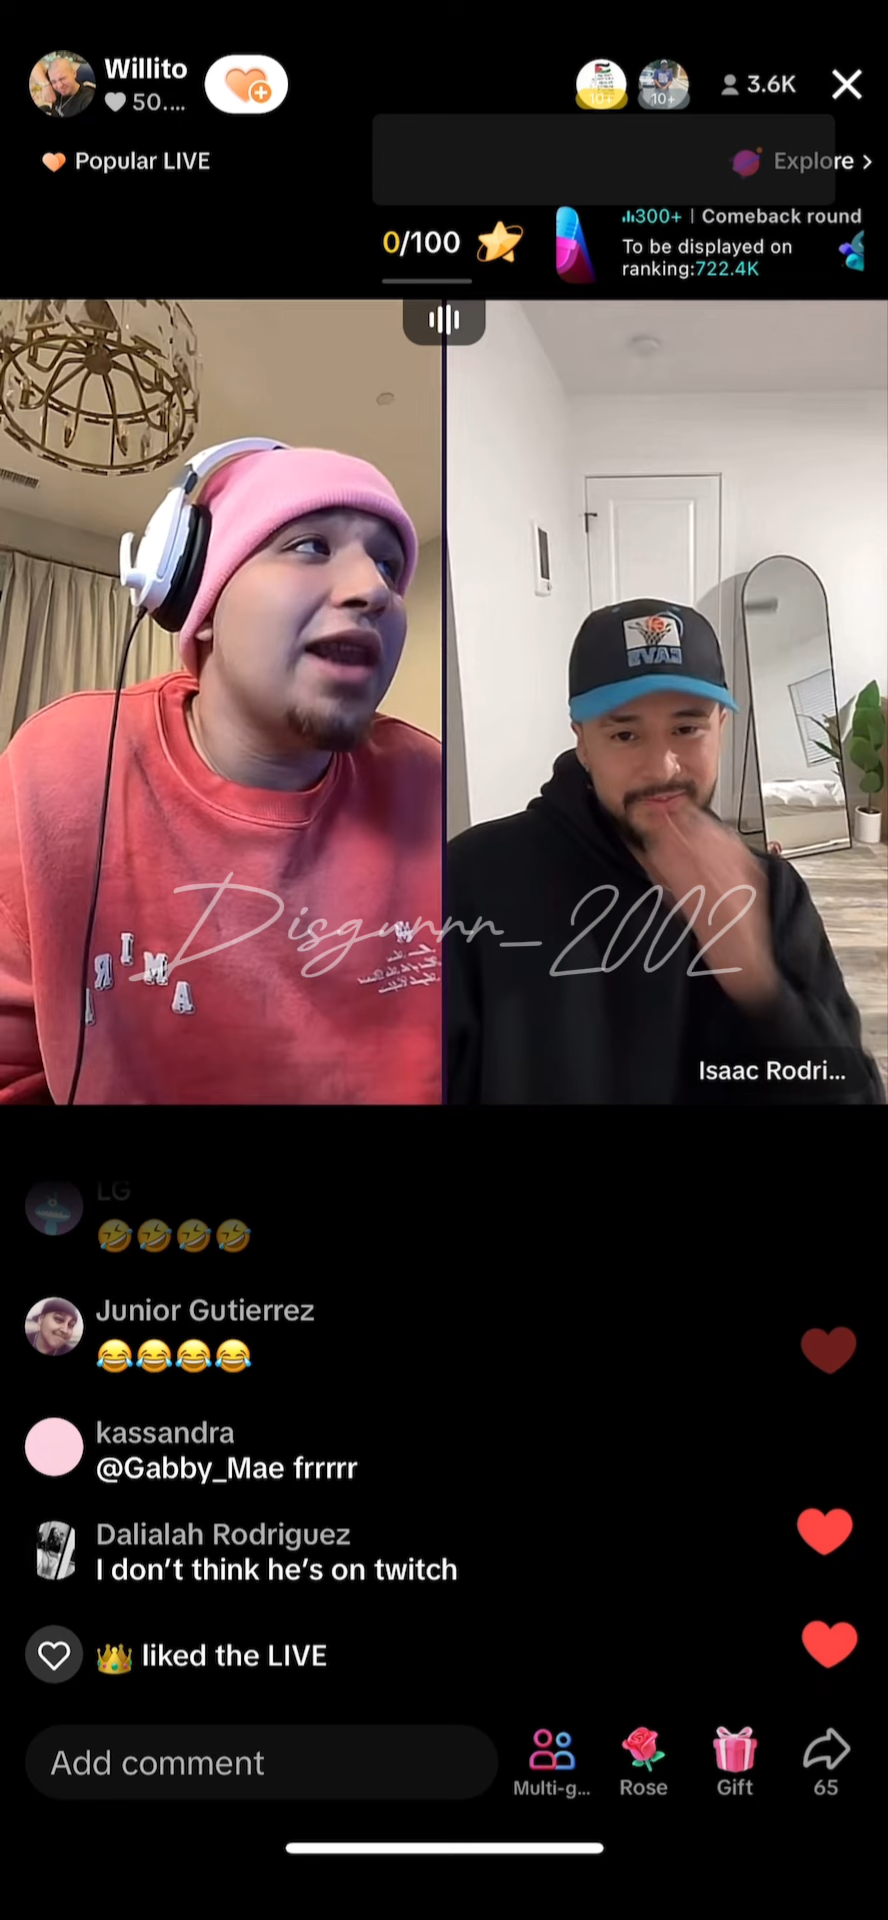 Willito
50....
10+
10+
3.6K
Popular LIVE
Explore >
0/100
300+ | Comeback round
To be displayed on
ranking:722.4K
Disgurrr_2002
Isaac Rodri...
LG
🤣🤣🤣🤣
Junior Gutierrez
😂😂😂😂
kassandra
@Gabby_Mae frrrrr
Dalialah Rodriguez
I don't think he's on twitch
👑 liked the LIVE
Add comment
Multi-g...
Rose
Gift
65